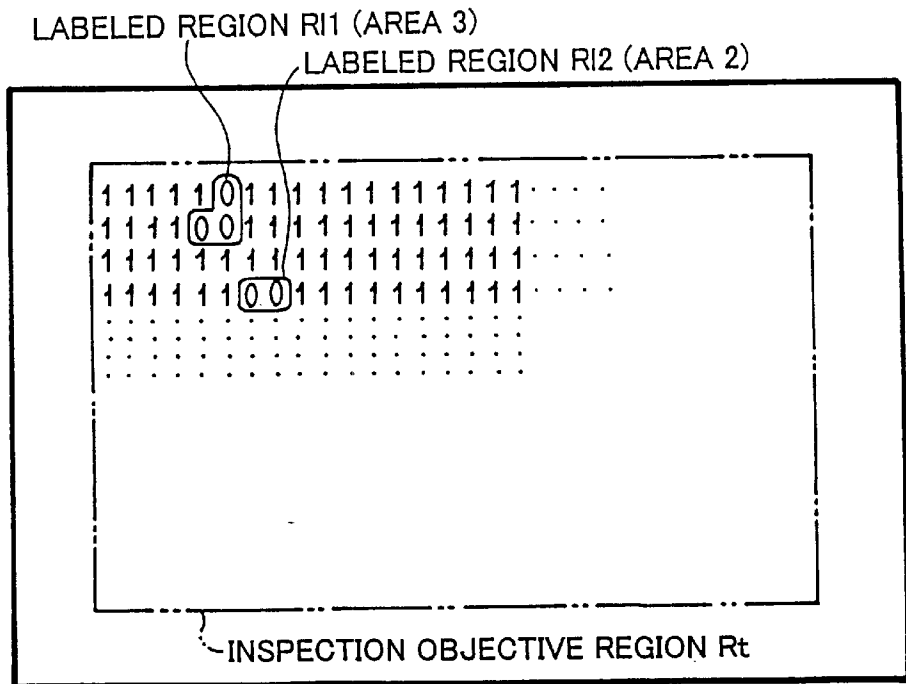 LABELED REGION RI1 (AREA 3)
LABELED REGION RI2 (AREA 2)
1 1 1 1 1 0 1 1 1 1 1 1 1 1 1 1 1 1 · · · ·
1 1 1 1 0 0 1 1 1 1 1 1 1 1 1 1 1 1 · · · ·
1 1 1 1 1 1 1 1 1 1 1 1 1 1 1 1 1 1 · · · ·
1 1 1 1 1 1 0 0 1 1 1 1 1 1 1 1 1 1 · · · ·
INSPECTION OBJECTIVE REGION Rt